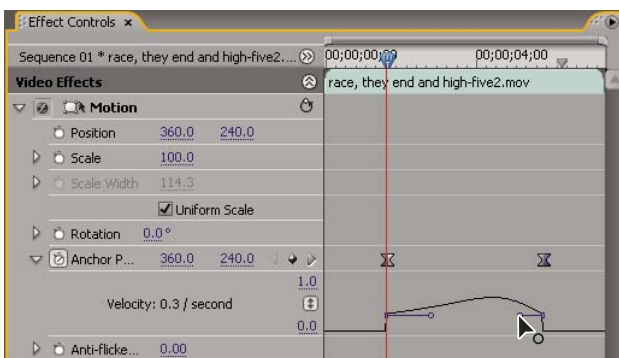 Effect Controls ×
Sequence 01 * race, they end and high-five2....
00;00;00;00 00;00;04;00
Video Effects
race, they end and high-five2.mov
Motion
Position 360.0 240.0
Scale 100.0
Scale Width 114.3
Uniform Scale
Rotation 0.0°
Anchor P... 360.0 240.0
1.0
Velocity: 0.3 / second
0.0
Anti-flicke... 0.00